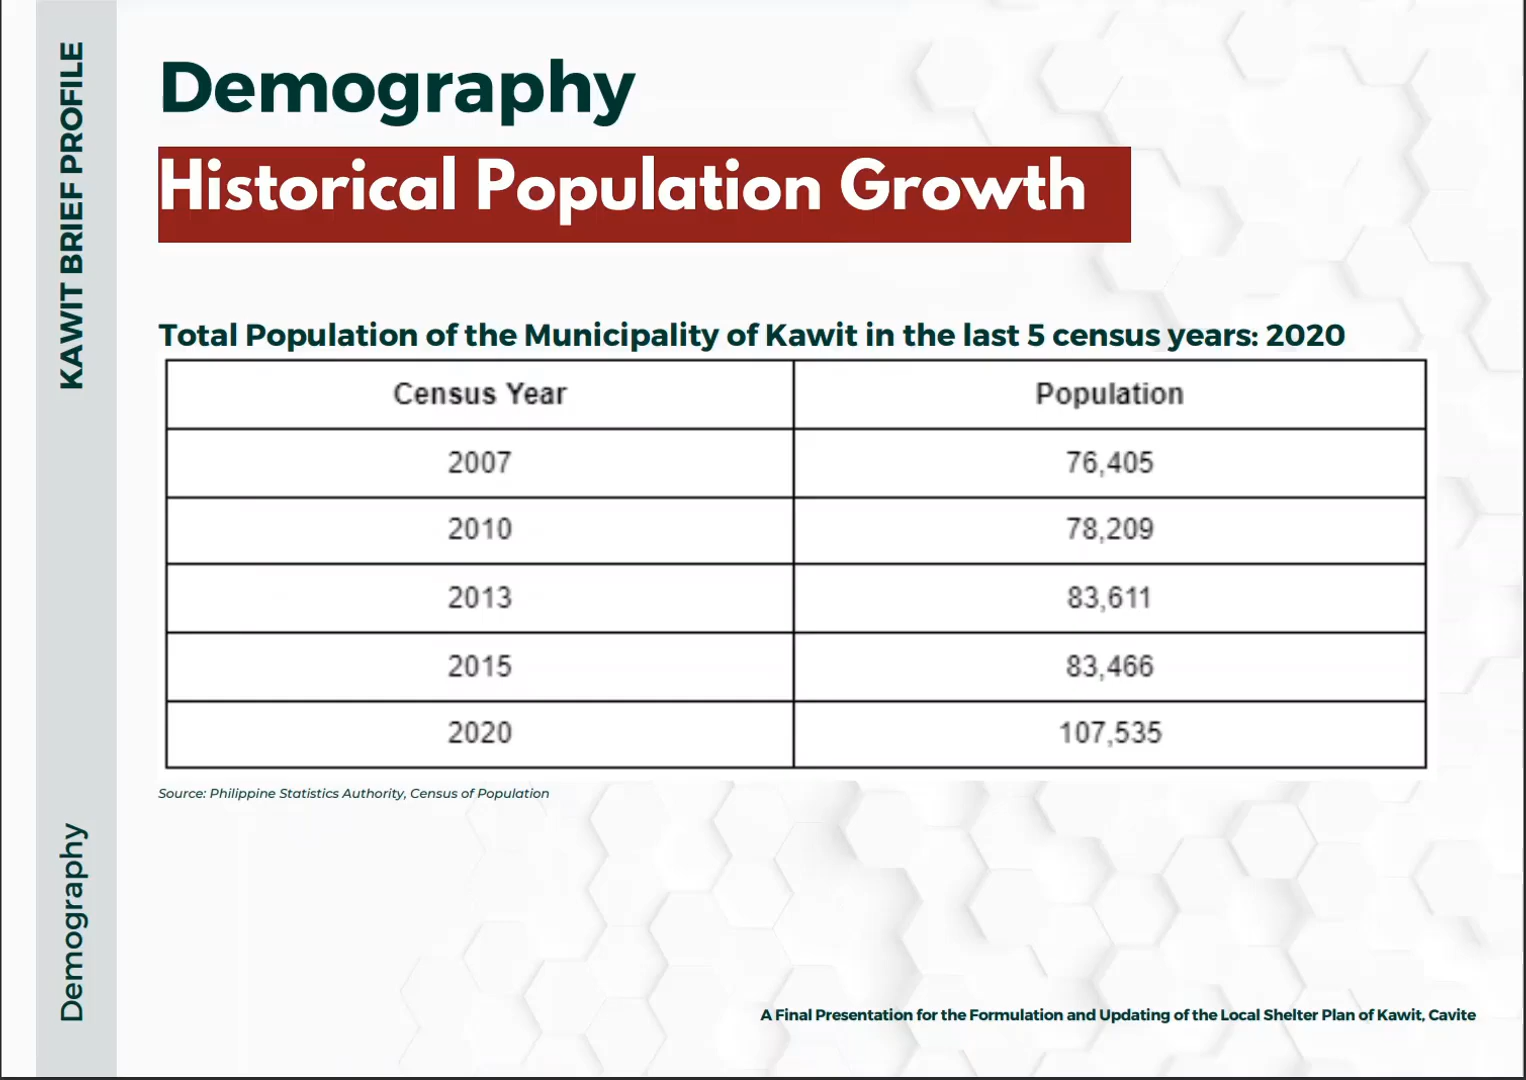 KAWIT BRIEF PROFILE
Demography
Demography
Historical Population Growth
Total Population of the Municipality of Kawit in the last 5 census years: 2020
Census Year Population
2007 76,405
2010 78,209
2013 83,611
2015 83,466
2020 107,535
Source: Philippine Statistics Authority, Census of Population
A Final Presentation for the Formulation and Updating of the Local Shelter Plan of Kawit, Cavite